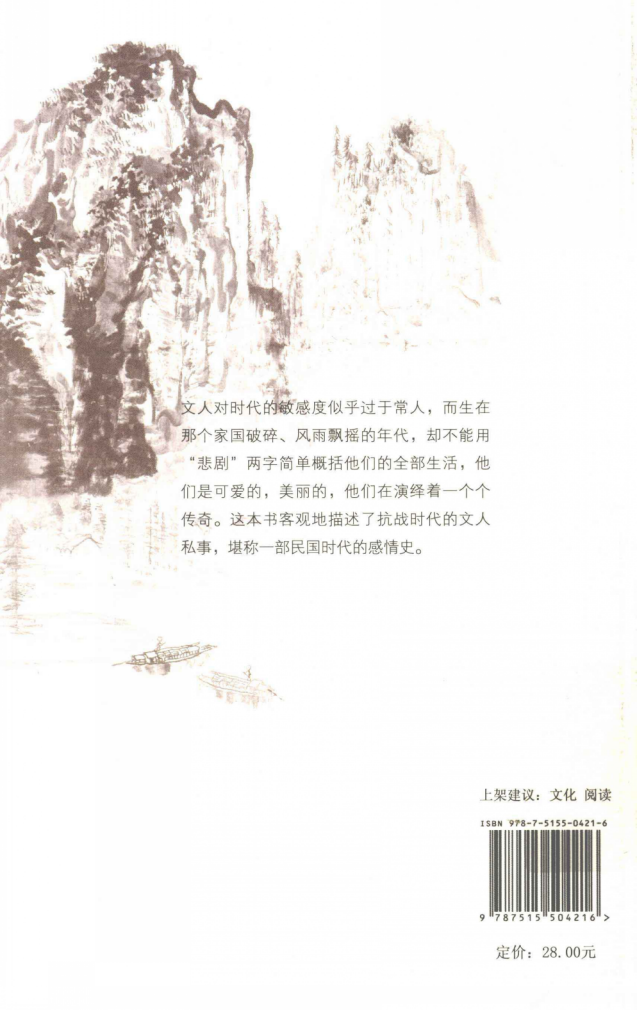 文人对时代的敏感度似乎过于常人，而生在
那个家国破碎、风雨飘摇的年代，却不能用
“悲剧”两字简单概括他们的全部生活，他
们是可爱的，美丽的，他们在演绎着一个个
传奇。这本书客观地描述了抗战时代的文人
私事，堪称一部民国时代的感情史。
上架建议：文化 阅读
ISBN 978-7-5155-0421-6
9 787515 504216 >
定价：28.00元